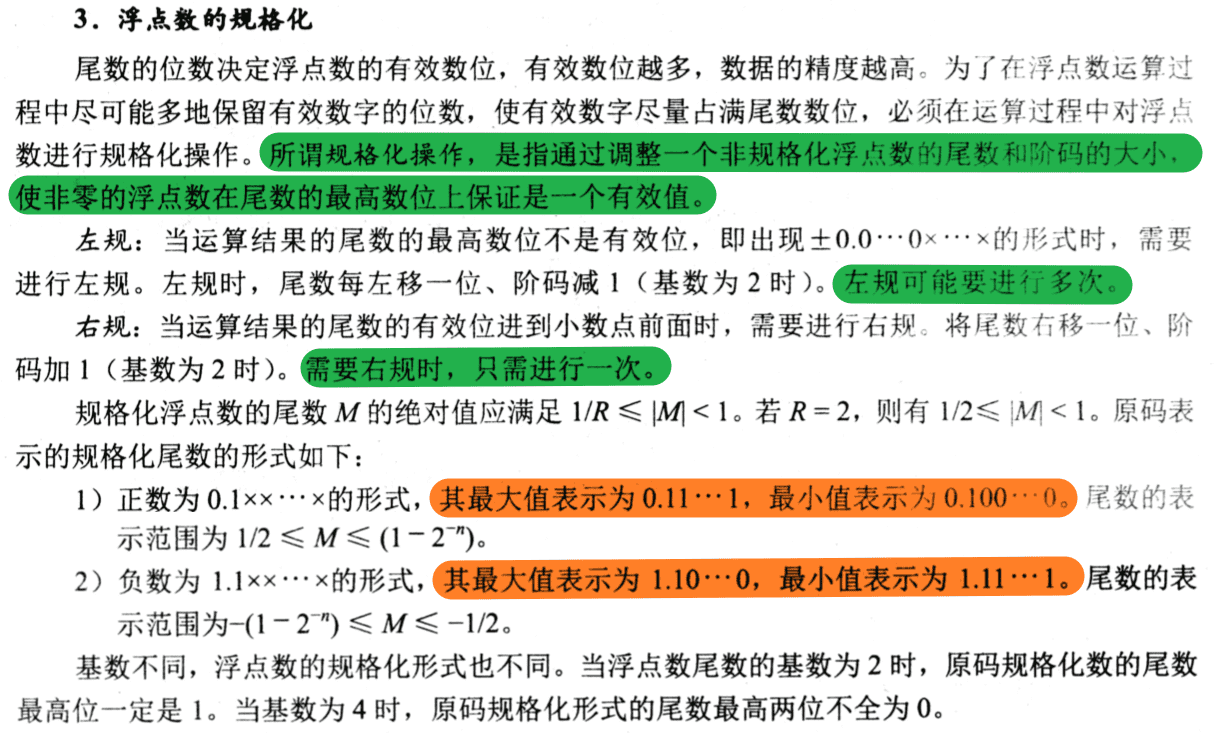 3．浮点数的规格化
尾数的位数决定浮点数的有效数位，有效数位越多，数据的精度越高。为了在浮点数运算过
程中尽可能多地保留有效数字的位数，使有效数字尽量占满尾数数位，必须在运算过程中对浮点
数进行规格化操作。所谓规格化操作，是指通过调整一个非规格化浮点数的尾数和阶码的大小，
使非零的浮点数在尾数的最高数位上保证是一个有效值。
左规：当运算结果的尾数的最高数位不是有效位，即出现±0.0⋯0×⋯×的形式时，需要
进行左规。左规时，尾数每左移一位、阶码减 1（基数为 2 时）。左规可能要进行多次。
右规：当运算结果的尾数的有效位进到小数点前面时，需要进行右规。将尾数右移一位、阶
码加 1（基数为 2 时）。需要右规时，只需进行一次。
规格化浮点数的尾数 M 的绝对值应满足 1/R ≤ |M| < 1。若 R = 2，则有 1/2≤ |M| < 1。原码表
示的规格化尾数的形式如下：
1）正数为 0.1××⋯×的形式，其最大值表示为 0.11⋯1，最小值表示为 0.100⋯0。尾数的表
示范围为 1/2 ≤ M ≤ (1－2⁻ⁿ)。
2）负数为 1.1××⋯×的形式，其最大值表示为 1.10⋯0，最小值表示为 1.11⋯1。尾数的表
示范围为−(1－2⁻ⁿ) ≤ M ≤ −1/2。
基数不同，浮点数的规格化形式也不同。当浮点数尾数的基数为 2 时，原码规格化数的尾数
最高位一定是 1。当基数为 4 时，原码规格化形式的尾数最高两位不全为 0。